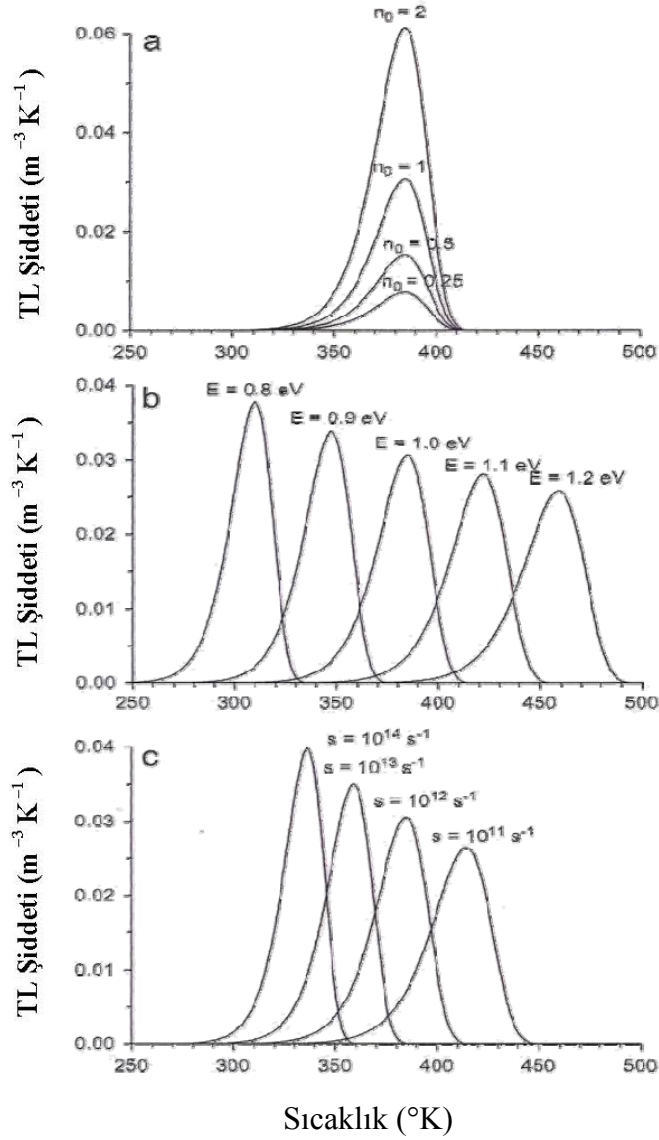 a
n₀ = 2
0.06
0.04
0.02
0.00
n₀ = 1
n₀ = 0.5
n₀ = 0.25
250 300 350 400 450 500
TL Şiddeti (m⁻³ K⁻¹)
b
E = 0.8 eV
E = 0.9 eV
E = 1.0 eV
E = 1.1 eV
E = 1.2 eV
0.04
0.03
0.02
0.01
0.00
250 300 350 400 450 500
TL Şiddeti (m⁻³ K⁻¹)
c
s = 10¹⁴ s⁻¹
s = 10¹³ s⁻¹
s = 10¹² s⁻¹
s = 10¹¹ s⁻¹
0.04
0.03
0.02
0.01
0.00
250 300 350 400 450 500
TL Şiddeti (m⁻³ K⁻¹)
Sıcaklık (°K)